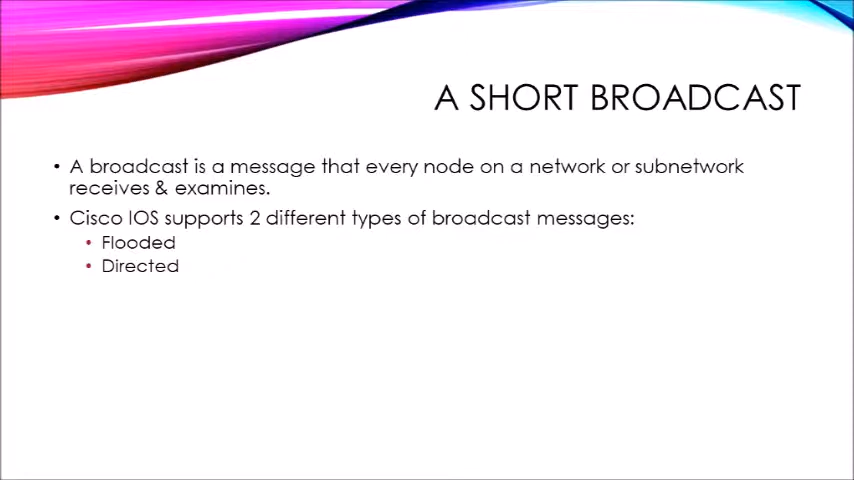 A SHORT BROADCAST
• A broadcast is a message that every node on a network or subnetwork
receives & examines.
• Cisco IOS supports 2 different types of broadcast messages:
• Flooded
• Directed